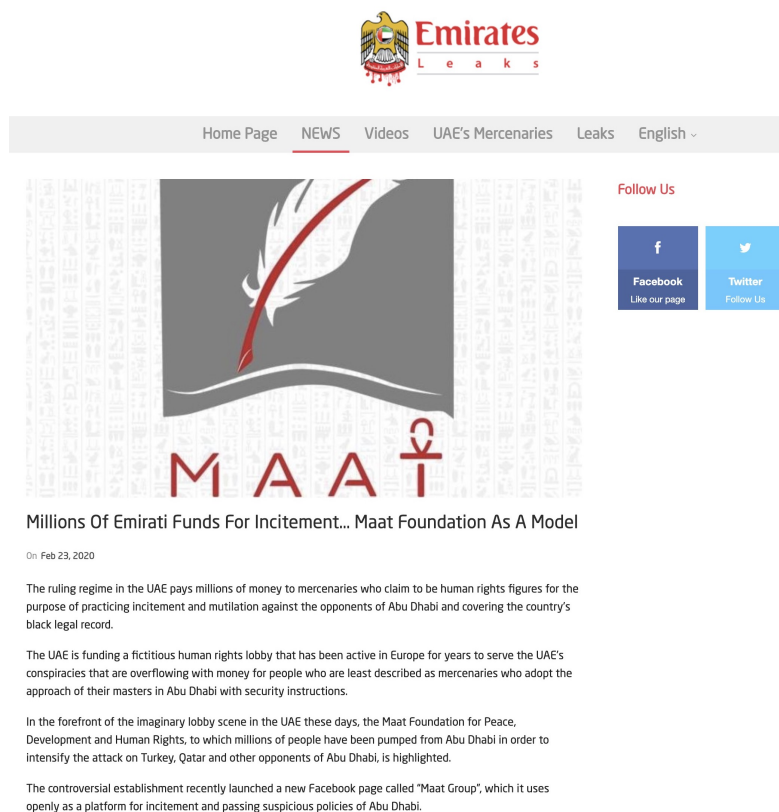 Emirates
Leaks
Home Page NEWS Videos UAE's Mercenaries Leaks English
Follow Us
Facebook
Like our page
Twitter
Follow Us
MAAT
Millions Of Emirati Funds For Incitement... Maat Foundation As A Model
On Feb 23, 2020
The ruling regime in the UAE pays millions of money to mercenaries who claim to be human rights figures for the
purpose of practicing incitement and mutilation against the opponents of Abu Dhabi and covering the country's
black legal record.
The UAE is funding a fictitious human rights lobby that has been active in Europe for years to serve the UAE's
conspiracies that are overflowing with money for people who are least described as mercenaries who adopt the
approach of their masters in Abu Dhabi with security instructions.
In the forefront of the imaginary lobby scene in the UAE these days, the Maat Foundation for Peace,
Development and Human Rights, to which millions of people have been pumped from Abu Dhabi in order to
intensify the attack on Turkey, Qatar and other opponents of Abu Dhabi, is highlighted.
The controversial establishment recently launched a new Facebook page called "Maat Group", which it uses
openly as a platform for incitement and passing suspicious policies of Abu Dhabi.